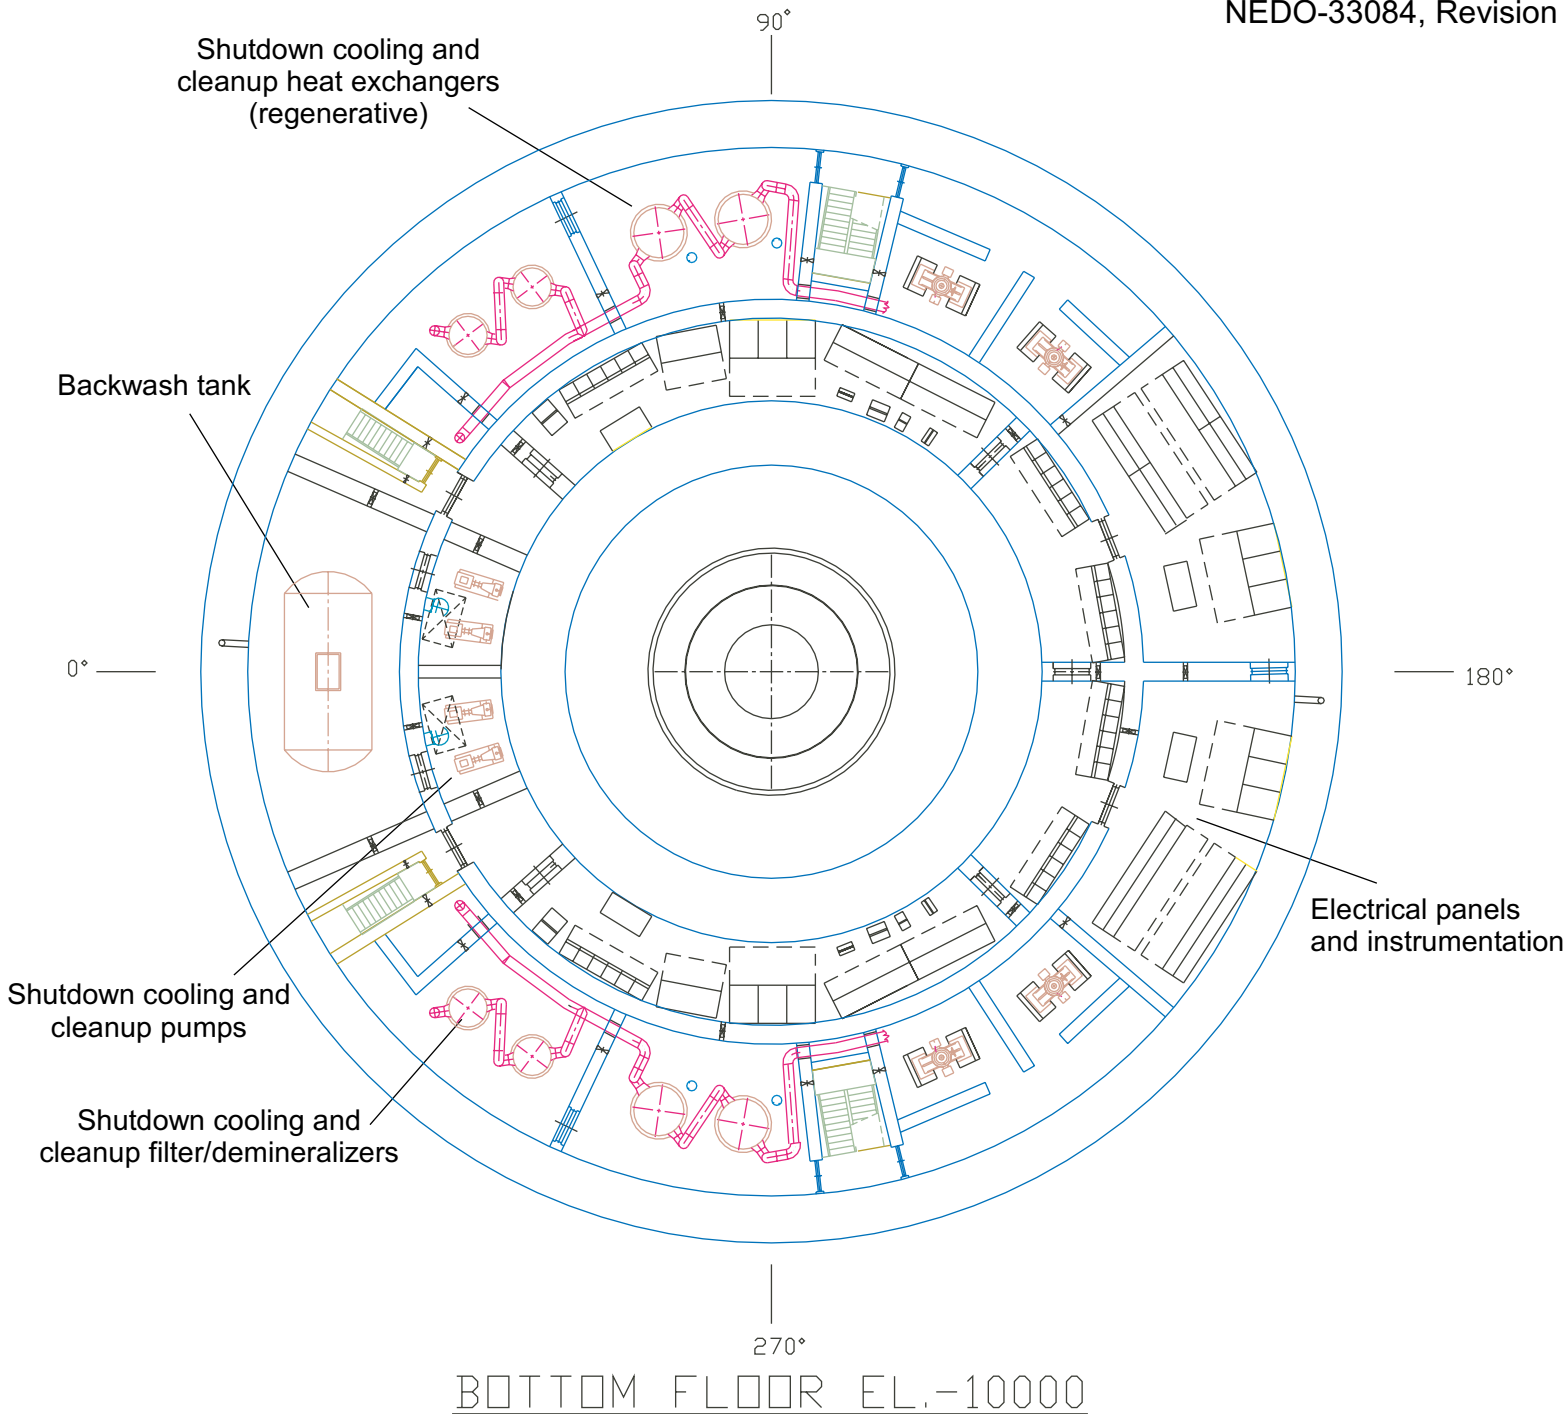 NEDO-33084, Revision
90°
Shutdown cooling and
cleanup heat exchangers
(regenerative)
Backwash tank
0°
180°
Electrical panels
and instrumentation
Shutdown cooling and
cleanup pumps
Shutdown cooling and
cleanup filter/demineralizers
270°
BOTTOM FLOOR EL.-10000